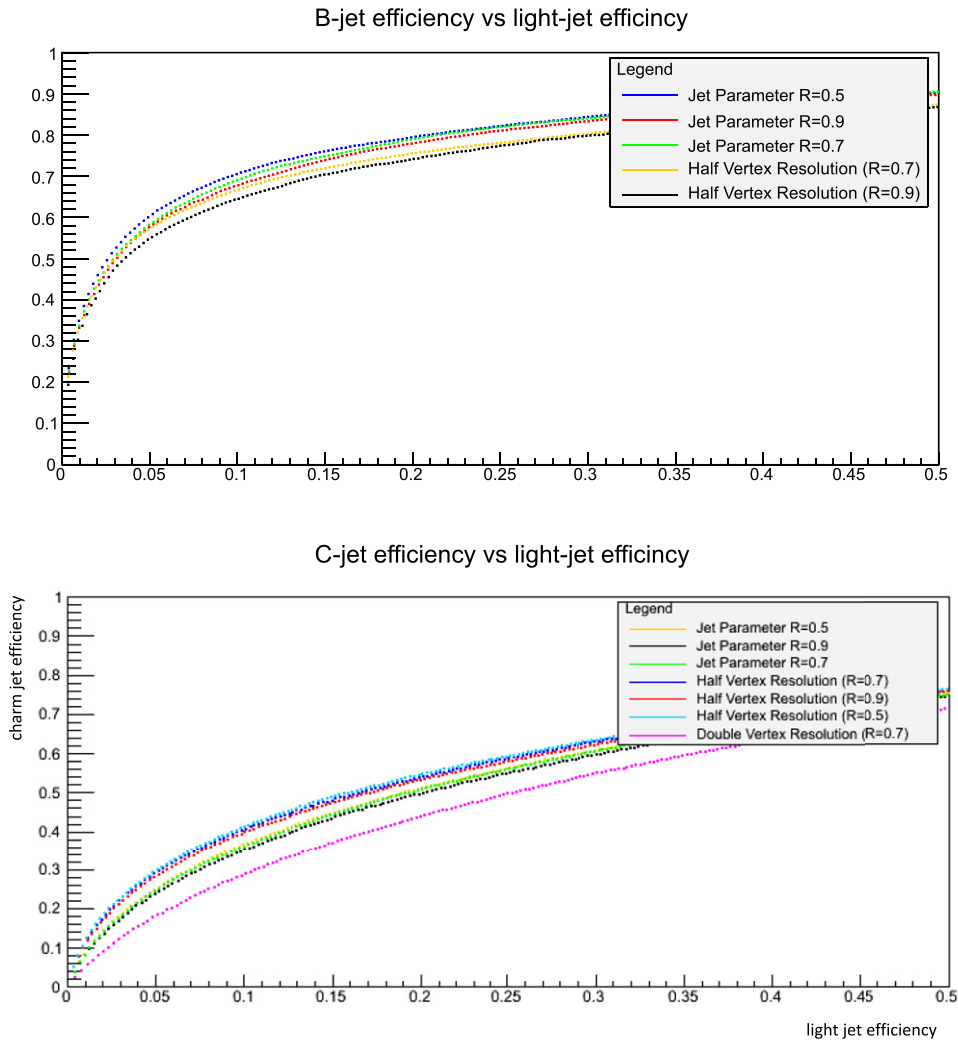 B-jet efficiency vs light-jet efficincy
1
0.9
0.8
0.7
0.6
0.5
0.4
0.3
0.2
0.1
0
Legend
Jet Parameter R=0.5
Jet Parameter R=0.9
Jet Parameter R=0.7
Half Vertex Resolution (R=0.7)
Half Vertex Resolution (R=0.9)
0 0.05 0.1 0.15 0.2 0.25 0.3 0.35 0.4 0.45 0.5
C-jet efficiency vs light-jet efficincy
charm jet efficiency
1
0.9
0.8
0.7
0.6
0.5
0.4
0.3
0.2
0.1
0
Legend
Jet Parameter R=0.5
Jet Parameter R=0.9
Jet Parameter R=0.7
Half Vertex Resolution (R=0.7)
Half Vertex Resolution (R=0.9)
Half Vertex Resolution (R=0.5)
Double Vertex Resolution (R=0.7)
0 0.05 0.1 0.15 0.2 0.25 0.3 0.35 0.4 0.45 0.5
light jet efficiency